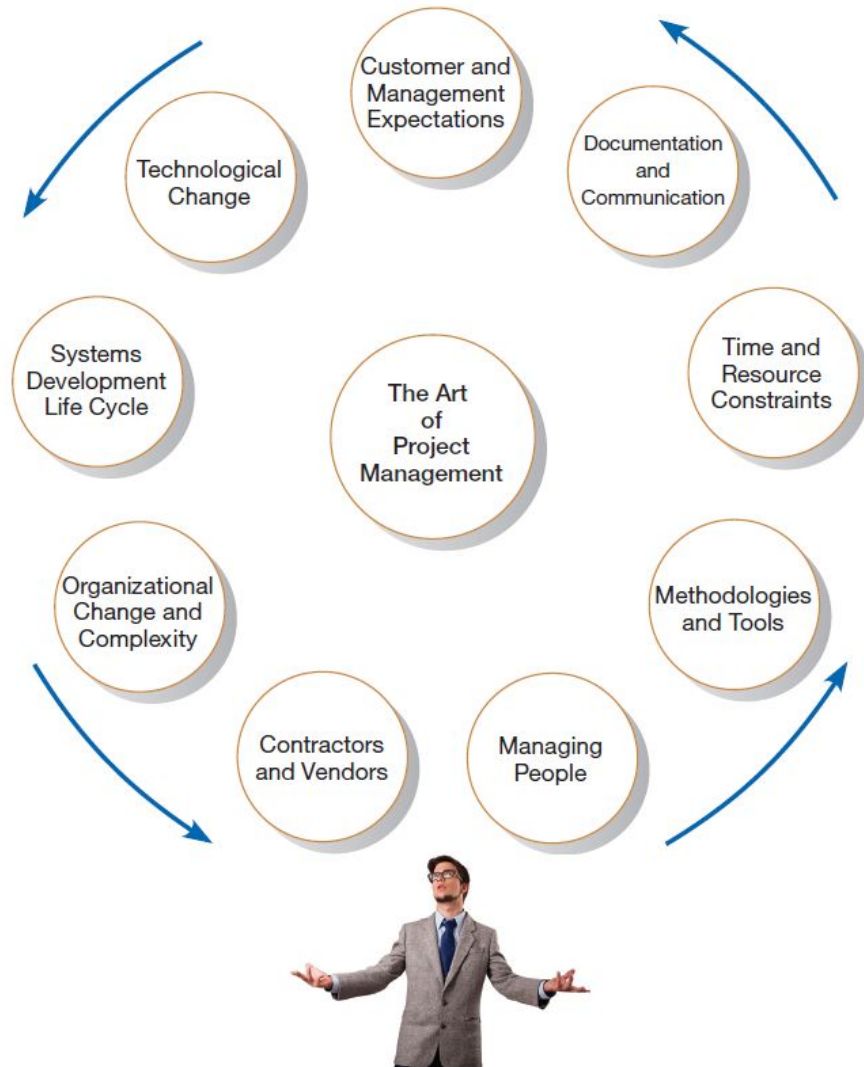 Customer and
Management
Expectations
Documentation
and
Communication
Technological
Change
Time and
Resource
Constraints
Systems
Development
Life Cycle
The Art
of
Project
Management
Organizational
Change and
Complexity
Methodologies
and Tools
Contractors
and Vendors
Managing
People